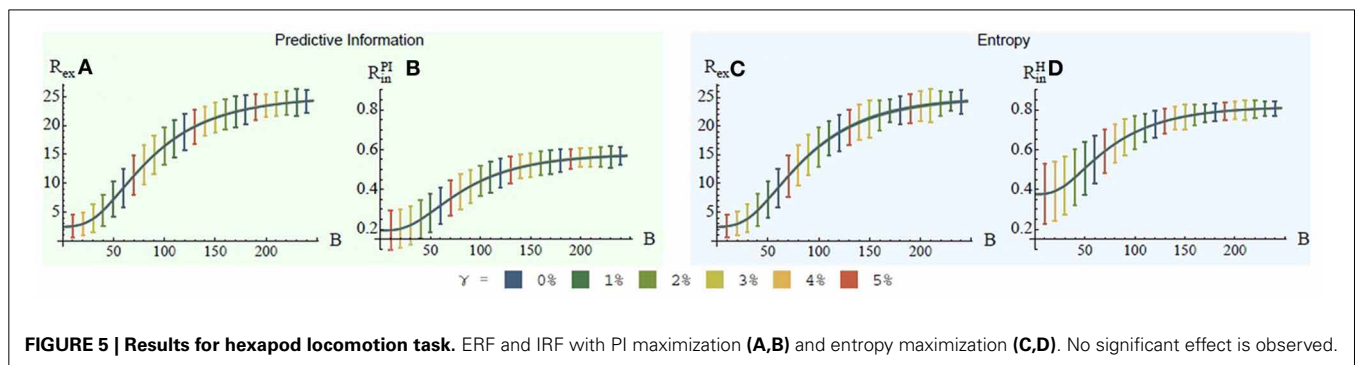 Predictive Information
Entropy
R_ex A
R_in^PI B
R_ex C
R_in^H D
25
20
15
10
5
50 100 150 200 B
0.8
0.6
0.4
0.2
50 100 150 200 B
25
20
15
10
5
50 100 150 200 B
0.8
0.6
0.4
0.2
50 100 150 200 B
γ = 0% 1% 2% 3% 4% 5%
FIGURE 5 | Results for hexapod locomotion task. ERF and IRF with PI maximization (A,B) and entropy maximization (C,D). No significant effect is observed.